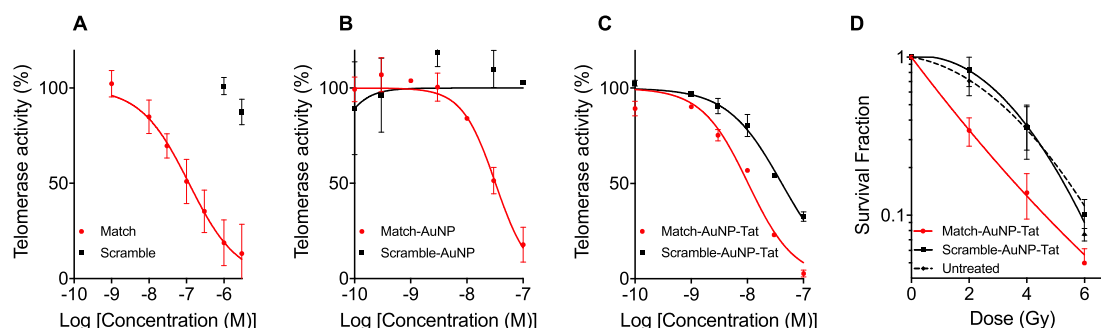 A
Telomerase activity (%)
100
50
0
-10
-9
-8
-7
-6
Match
Scramble
Log [Concentration (M)]
B
Telomerase activity (%)
100
50
0
-10
-9
-8
-7
Match-AuNP
Scramble-AuNP
Log [Concentration (M)]
C
Telomerase activity (%)
100
50
0
-10
-9
-8
-7
Match-AuNP-Tat
Scramble-AuNP-Tat
Log [Concentration (M)]
D
Survival Fraction
1
0.1
Match-AuNP-Tat
Scramble-AuNP-Tat
Untreated
0
2
4
6
Dose (Gy)